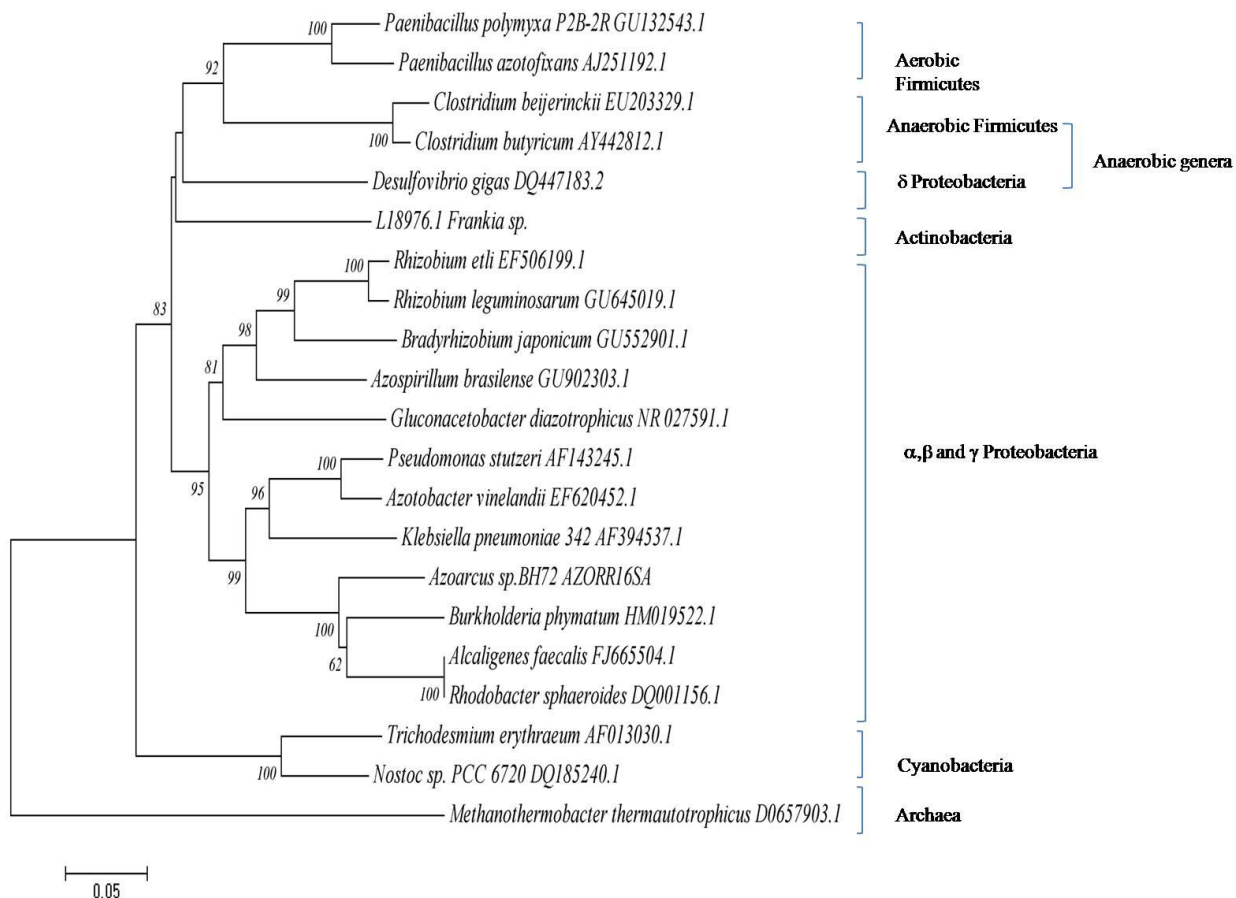 100
Paenibacillus polymyxa P2B-2R GU132543.1
Paenibacillus azotofixans AJ251192.1
Aerobic
Firmicutes
92
Clostridium beijerinckii EU203329.1
100
Clostridium butyricum AY442812.1
Anaerobic Firmicutes
Anaerobic genera
Desulfovibrio gigas DQ447183.2
δ Proteobacteria
L18976.1 Frankia sp.
Actinobacteria
83
100
Rhizobium etli EF506199.1
Rhizobium leguminosarum GU645019.1
99
Bradyrhizobium japonicum GU552901.1
98
Azospirillum brasilense GU902303.1
81
Gluconacetobacter diazotrophicus NR 027591.1
α,β and γ Proteobacteria
95
100
Pseudomonas stutzeri AF143245.1
Azotobacter vinelandii EF620452.1
96
Klebsiella pneumoniae 342 AF394537.1
99
Azoarcus sp.BH72 AZORR16SA
100
Burkholderia phymatum HM019522.1
62
Alcaligenes faecalis FJ665504.1
100
Rhodobacter sphaeroides DQ001156.1
Trichodesmium erythraeum AF013030.1
100
Nostoc sp. PCC 6720 DQ185240.1
Cyanobacteria
Methanothermobacter thermautotrophicus D0657903.1
Archaea
0.05